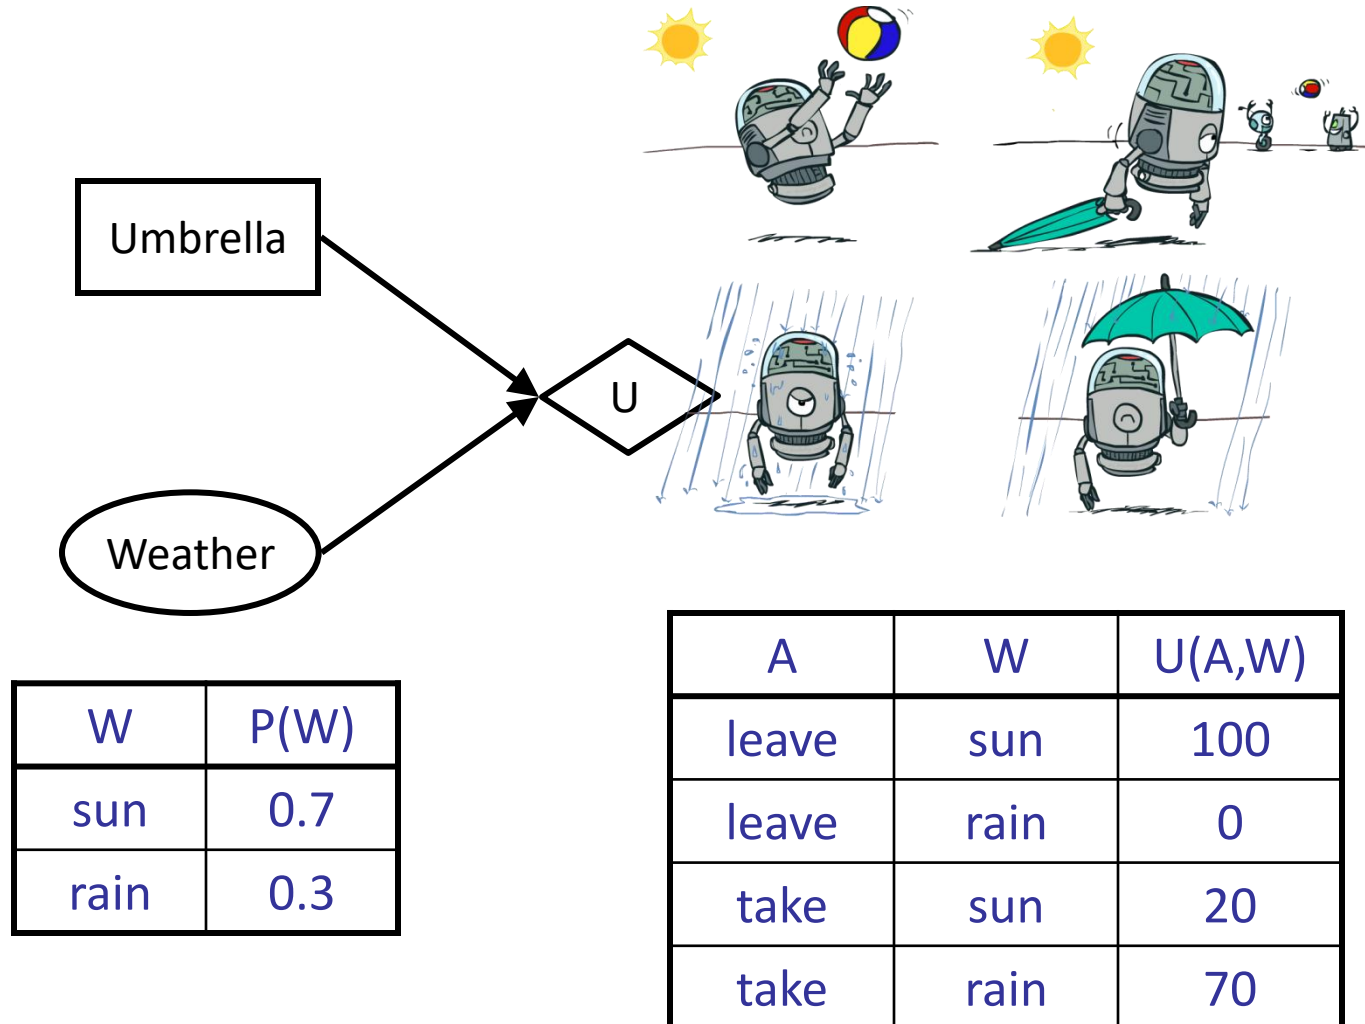 Umbrella
U
Weather
W P(W)
sun 0.7
rain 0.3
A W U(A,W)
leave sun 100
leave rain 0
take sun 20
take rain 70